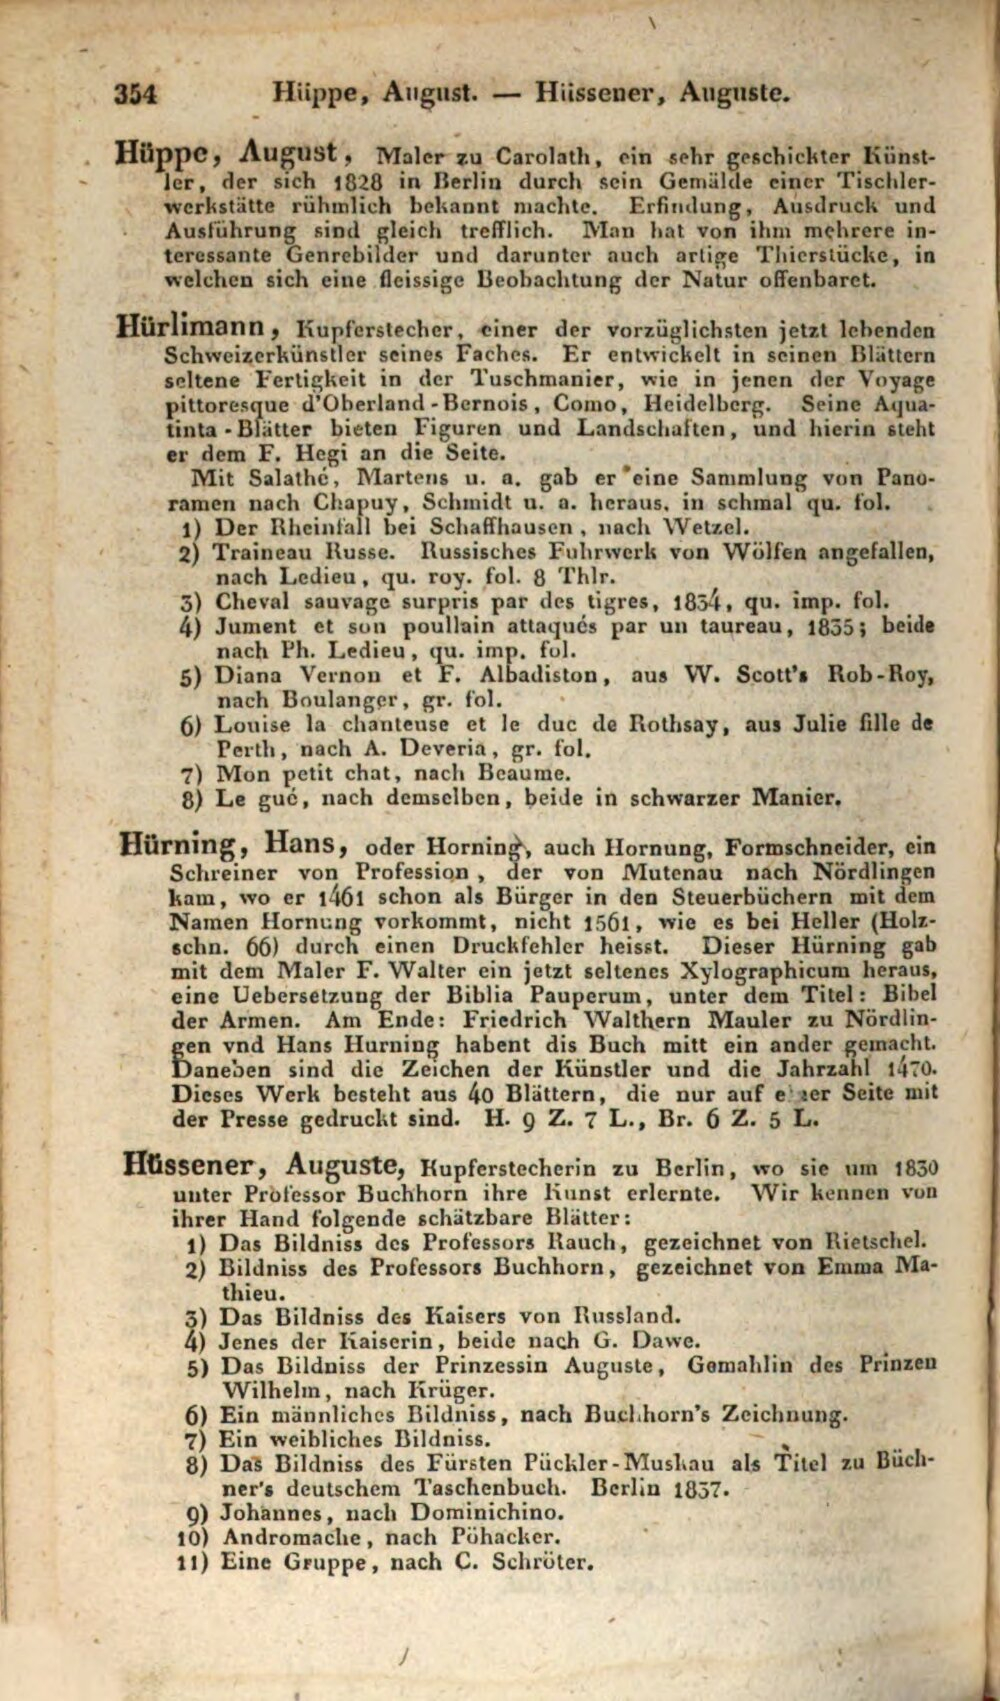 354 Hüppe, August. — Hüssener, Auguste.
Hüppe, August, Maler zu Carolath, ein sehr geschickter Künst-
ler, der sich 1828 in Berlin durch sein Gemälde einer Tischler-
werkstätte rühmlich bekannt machte. Erfindung, Ausdruck und
Ausführung sind gleich trefflich. Man hat von ihm mehrere in-
teressante Genrebilder und darunter auch artige Thierstücke, in
welchen sich eine fleissige Beobachtung der Natur offenbaret.
Hürlimann, Kupferstecher, einer der vorzüglichsten jetzt lebenden
Schweizerkünstler seines Faches. Er entwickelt in seinen Blättern
seltene Fertigkeit in der Tuschmanier, wie in jenen der Voyage
pittoresque d'Oberland-Bernois, Como, Heidelberg. Seine Aqua-
tinta-Blätter bieten Figuren und Landschaften, und hierin steht
er dem F. Hegi an die Seite.
Mit Salathé, Martens u. a. gab er eine Sammlung von Pano-
ramen nach Chapuy, Schmidt u. a. heraus, in schmal qu. fol.
1) Der Rheinfall bei Schaffhausen, nach Wetzel.
2) Traineau Russe. Russisches Fuhrwerk von Wölfen angefallen,
nach Ledieu, qu. roy. fol. 8 Thlr.
3) Cheval sauvage surpris par des tigres, 1834, qu. imp. fol.
4) Jument et son poullain attaqués par un taureau, 1835; beide
nach Ph. Ledieu, qu. imp. fol.
5) Diana Vernon et F. Albadiston, aus W. Scott's Rob-Roy,
nach Boulanger, gr. fol.
6) Louise la chanteuse et le duc de Rothsay, aus Julie fille de
Perth, nach A. Deveria, gr. fol.
7) Mon petit chat, nach Beaume.
8) Le gué, nach demselben, beide in schwarzer Manier.
Hürning, Hans, oder Horning, auch Hornung, Formschneider, ein
Schreiner von Profession, der von Mutenau nach Nördlingen
kam, wo er 1461 schon als Bürger in den Steuerbüchern mit dem
Namen Hornung vorkommt, nicht 1561, wie es bei Heller (Holz-
schn. 66) durch einen Druckfehler heisst. Dieser Hürning gab
mit dem Maler F. Walter ein jetzt seltenes Xylographicum heraus,
eine Uebersetzung der Biblia Pauperum, unter dem Titel: Bibel
der Armen. Am Ende: Friedrich Walthern Mauler zu Nördlin-
gen vnd Hans Hurning habent dis Buch mitt ein ander gemacht.
Daneben sind die Zeichen der Künstler und die Jahrzahl 1470.
Dieses Werk besteht aus 40 Blättern, die nur auf einer Seite mit
der Presse gedruckt sind. H. 9 Z. 7 L., Br. 6 Z. 5 L.
Hüssener, Auguste, Kupferstecherin zu Berlin, wo sie um 1830
unter Professor Buchhorn ihre Kunst erlernte. Wir kennen von
ihrer Hand folgende schätzbare Blätter:
1) Das Bildniss des Professors Rauch, gezeichnet von Rietschel.
2) Bildniss des Professors Buchhorn, gezeichnet von Emma Ma-
thieu.
3) Das Bildniss des Kaisers von Russland.
4) Jenes der Kaiserin, beide nach G. Dawe.
5) Das Bildniss der Prinzessin Auguste, Gemahlin des Prinzen
Wilhelm, nach Krüger.
6) Ein männliches Bildniss, nach Buchhorn's Zeichnung.
7) Ein weibliches Bildniss.
8) Das Bildniss des Fürsten Pückler-Muskau als Titel zu Büch-
ner's deutschem Taschenbuch. Berlin 1837.
9) Johannes, nach Dominichino.
10) Andromache, nach Pöhacker.
11) Eine Gruppe, nach C. Schröter.